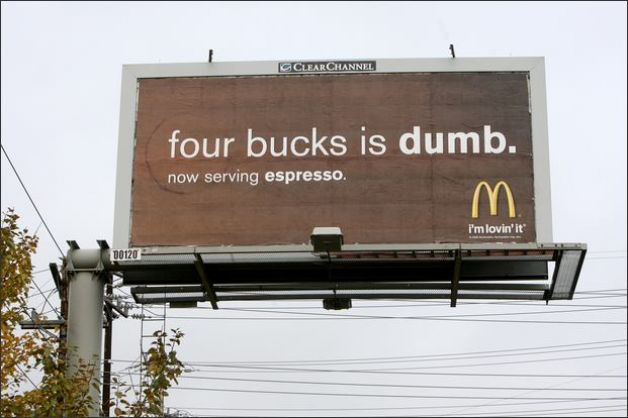 CLEARCHANNEL
four bucks is dumb.
now serving espresso.
i'm lovin' it
00120